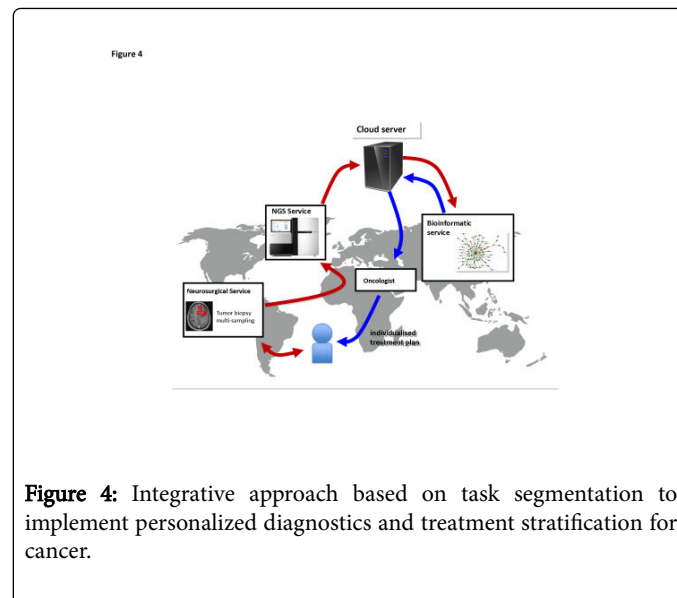 Figure 4
Cloud server
NGS Service
Bioinformatic
service
Oncologist
Neurosurgical Service
Tumor biopsy
multi-sampling
individualised
treatment plan
Figure 4: Integrative approach based on task segmentation to
implement personalized diagnostics and treatment stratification for
cancer.